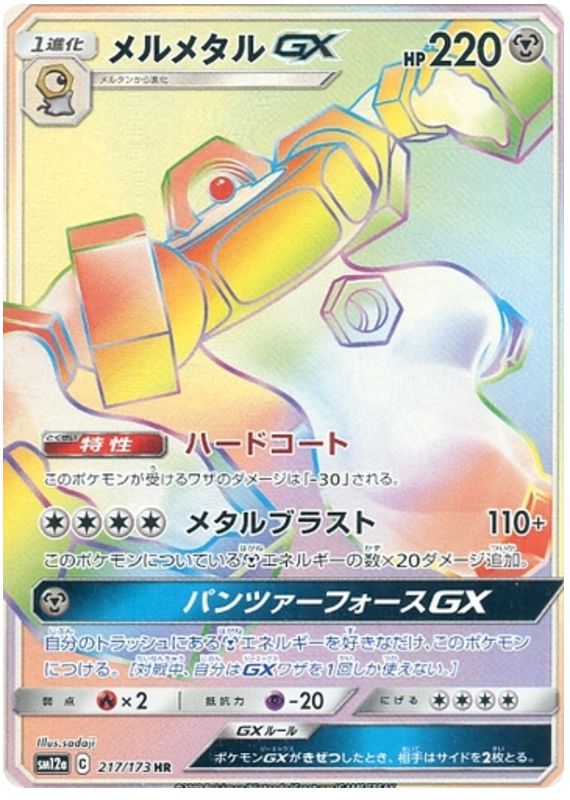 1進化
メルメタルGX
HP220
メルタンから進化
とくせい
特性 ハードコート
このポケモンが受けるワザのダメージは「-30」される。
メタルブラスト 110+
このポケモンについているエネルギーの数×20ダメージ追加。
パンツァーフォースGX
自分のトラッシュにあるエネルギーを好きなだけ、このポケモン
につける。[対戦中、自分はGXワザを1回しか使えない。]
弱点 ×2 抵抗力 -20 にげる
Illus.sadaji
GXルール
sm12a C 217/173 HR
ポケモンGXがきぜつしたとき、相手はサイドを2枚とる。